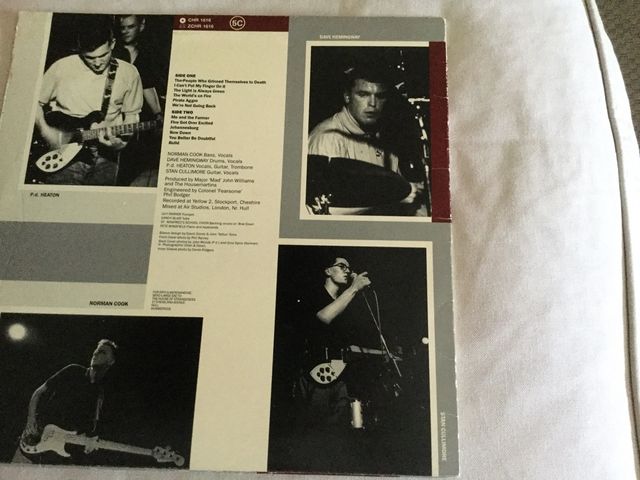 CHR 1616
ZCHR 1616
5C
DAVE HEMINGWAY
SIDE ONE
The People Who Grinned Themselves to Death
I Can't Put My Finger On it
The Light is Always Green
The World's on Fire
Pirate Aggro
We're Not Going Back
SIDE TWO
Me and the Farmer
Five Get Over Excited
Johannesburg
Bow Down
You Better Be Doubtful
Build
NORMAN COOK Bass, Vocals
DAVE HEMINGWAY Drums, Vocals
P.d. HEATON Vocals, Guitar, Trombone
STAN CULLIMORE Guitar, Vocals
Produced by Major 'Mad' John Williams
and The Housemartins
Engineered by Colonel 'Fearsome'
Phil Bodger
Recorded at Yellow 2, Stockport, Cheshire
Mixed at Air Studios, London, Nr. Hull
P.d. HEATON
NORMAN COOK
STAN CULLIMORE